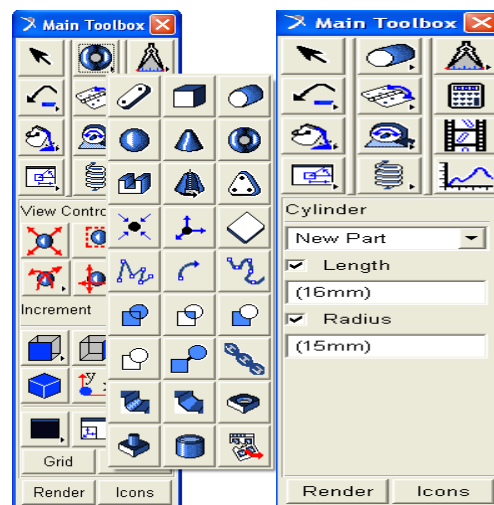 Main Toolbox
View Contro
Increment
Grid
Render
Icons
Main Toolbox
Cylinder
New Part
Length
(16mm)
Radius
(15mm)
Render
Icons